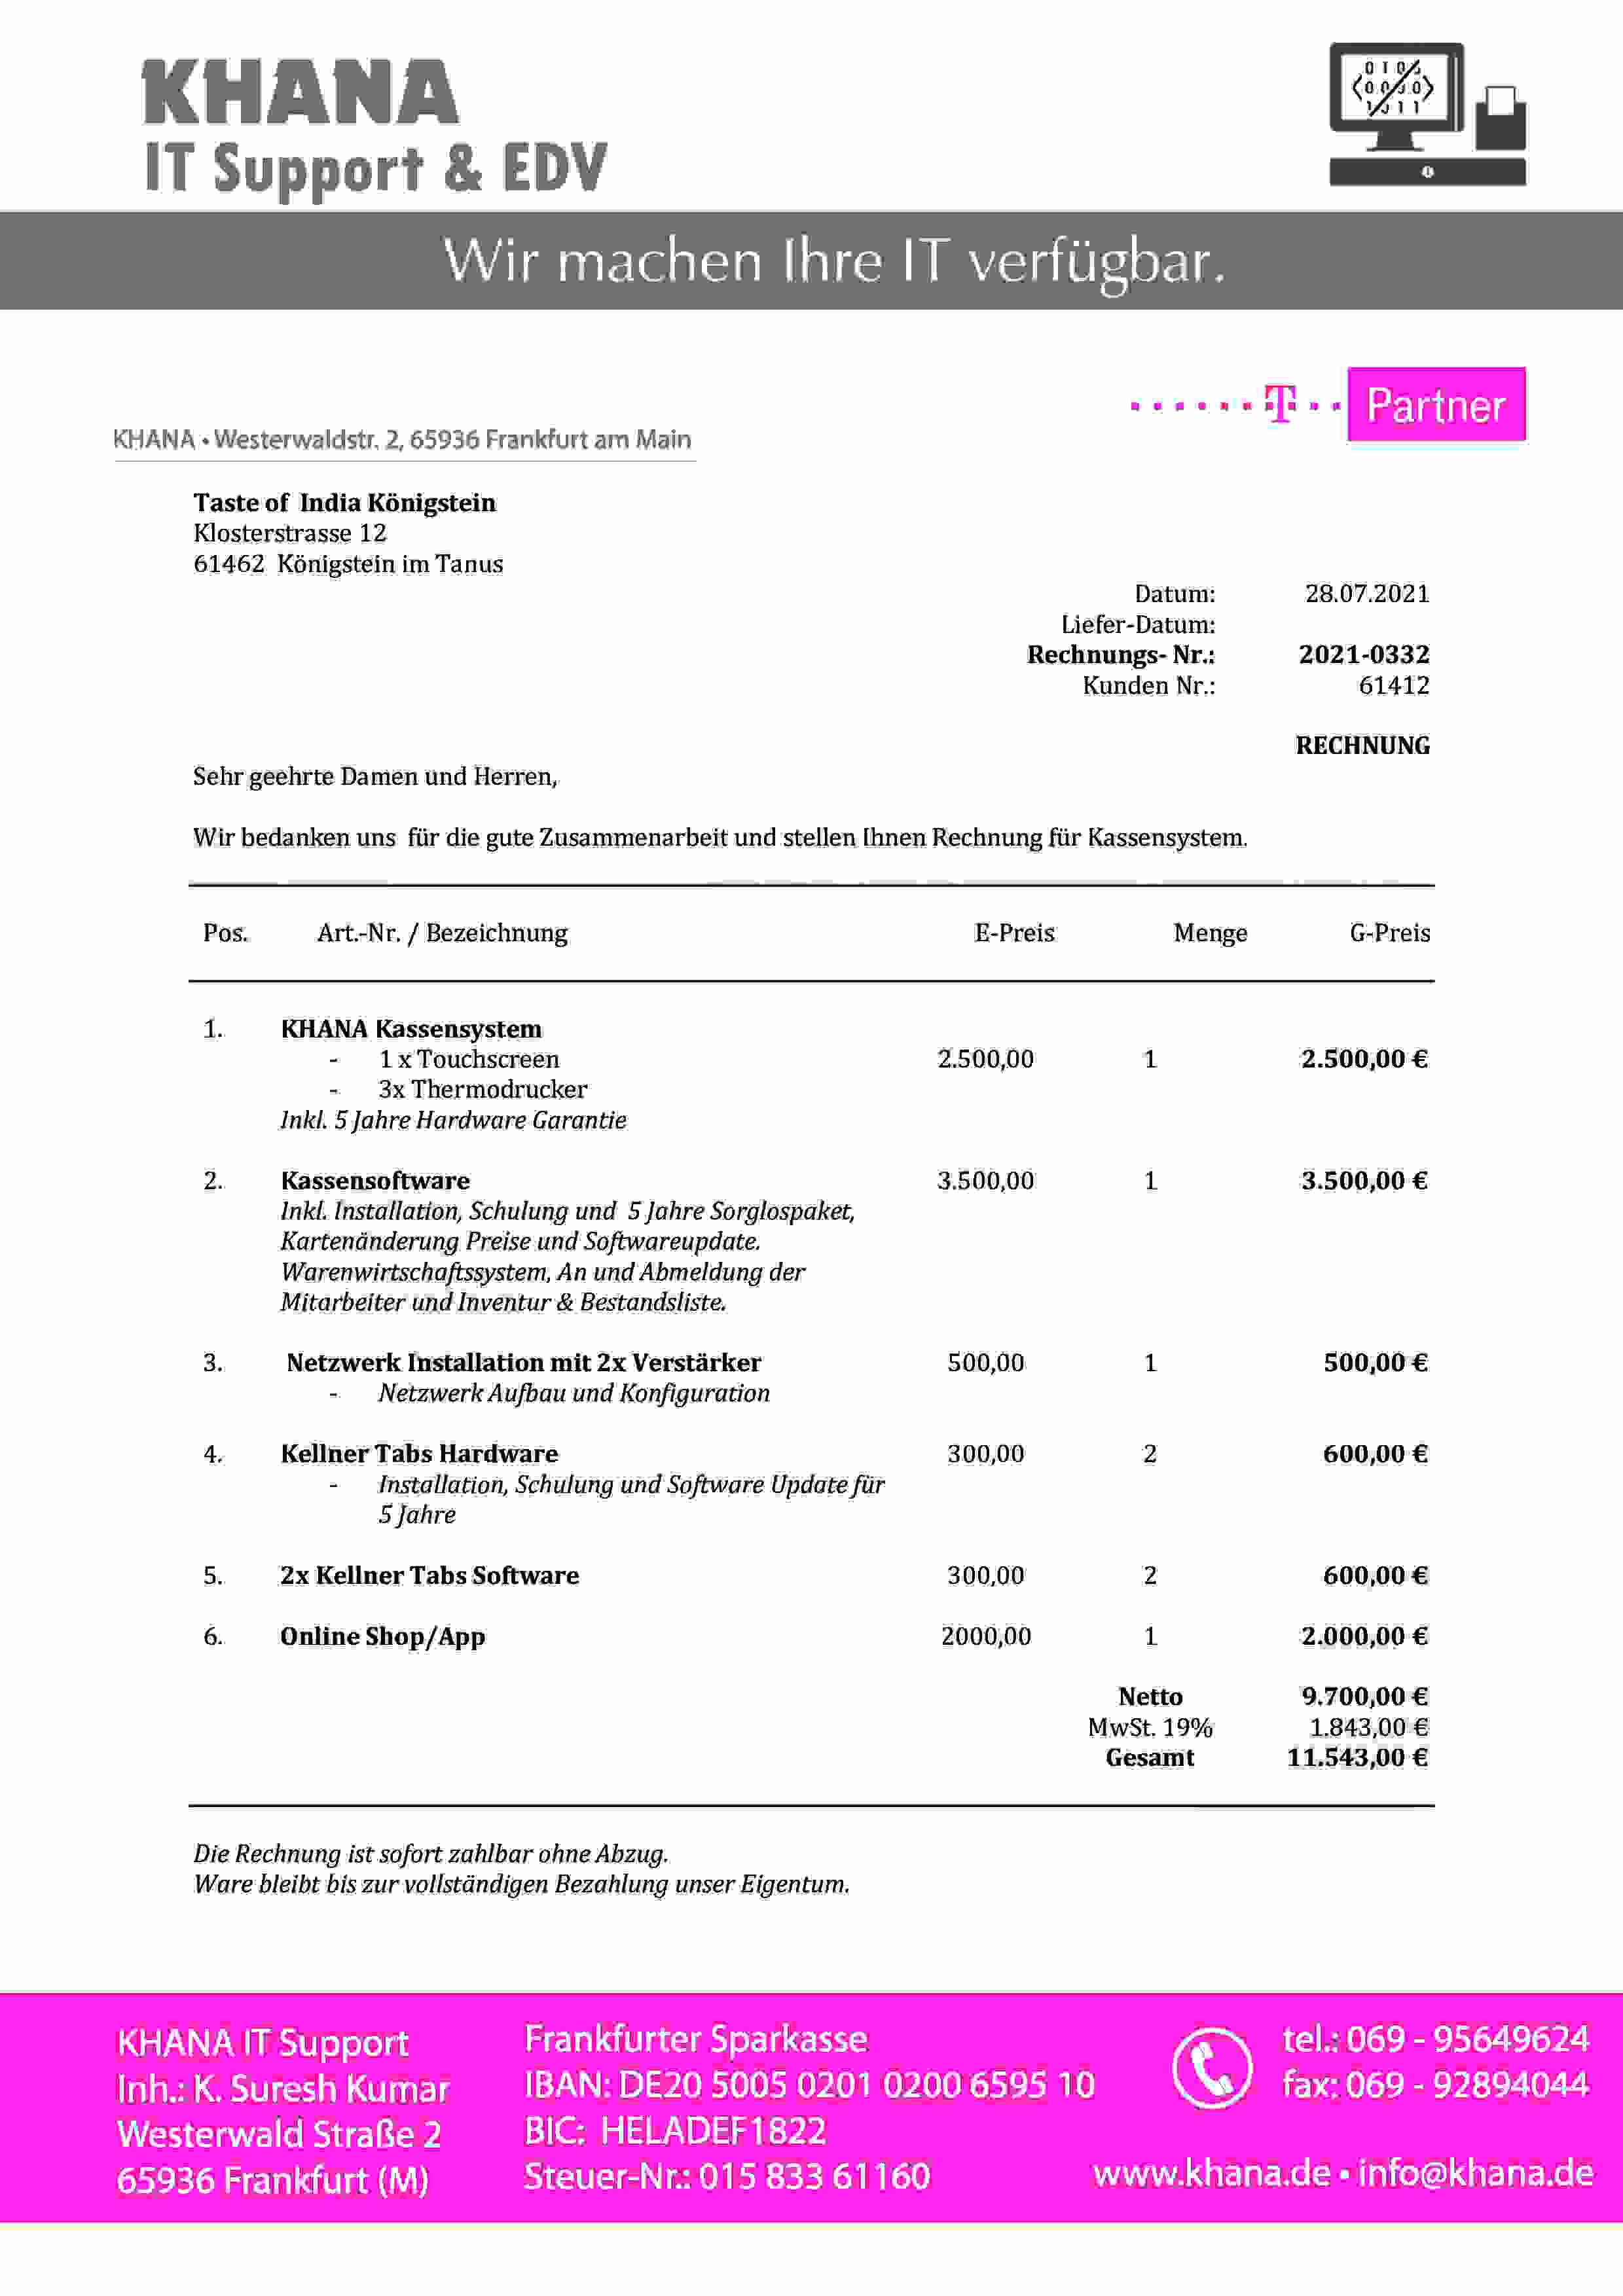 KHANA
IT Support & EDV
Wir machen Ihre IT verfügbar.
T Partner
KHANA • Westerwaldstr. 2, 65936 Frankfurt am Main
Taste of India Königstein
Klosterstrasse 12
61462 Königstein im Tanus
Datum: 28.07.2021
Liefer-Datum:
Rechnungs- Nr.: 2021-0332
Kunden Nr.: 61412
RECHNUNG
Sehr geehrte Damen und Herren,
Wir bedanken uns für die gute Zusammenarbeit und stellen Ihnen Rechnung für Kassensystem.
Pos. Art.-Nr. / Bezeichnung E-Preis Menge G-Preis
1. KHANA Kassensystem
- 1 x Touchscreen 2.500,00 1 2.500,00 €
- 3x Thermodrucker
Inkl. 5 Jahre Hardware Garantie
2. Kassensoftware 3.500,00 1 3.500,00 €
Inkl. Installation, Schulung und 5 Jahre Sorglospaket,
Kartenänderung Preise und Softwareupdate.
Warenwirtschaftssystem, An und Abmeldung der
Mitarbeiter und Inventur & Bestandsliste.
3. Netzwerk Installation mit 2x Verstärker 500,00 1 500,00 €
- Netzwerk Aufbau und Konfiguration
4. Kellner Tabs Hardware 300,00 2 600,00 €
- Installation, Schulung und Software Update für
5 Jahre
5. 2x Kellner Tabs Software 300,00 2 600,00 €
6. Online Shop/App 2000,00 1 2.000,00 €
Netto 9.700,00 €
MwSt. 19% 1.843,00 €
Gesamt 11.543,00 €
Die Rechnung ist sofort zahlbar ohne Abzug.
Ware bleibt bis zur vollständigen Bezahlung unser Eigentum.
KHANA IT Support
Inh.: K. Suresh Kumar
Westerwald Straße 2
65936 Frankfurt (M)
Frankfurter Sparkasse
IBAN: DE20 5005 0201 0200 6595 10
BIC: HELADEF1822
Steuer-Nr.: 015 833 61160
tel.: 069 - 95649624
fax: 069 - 92894044
www.khana.de • info@khana.de